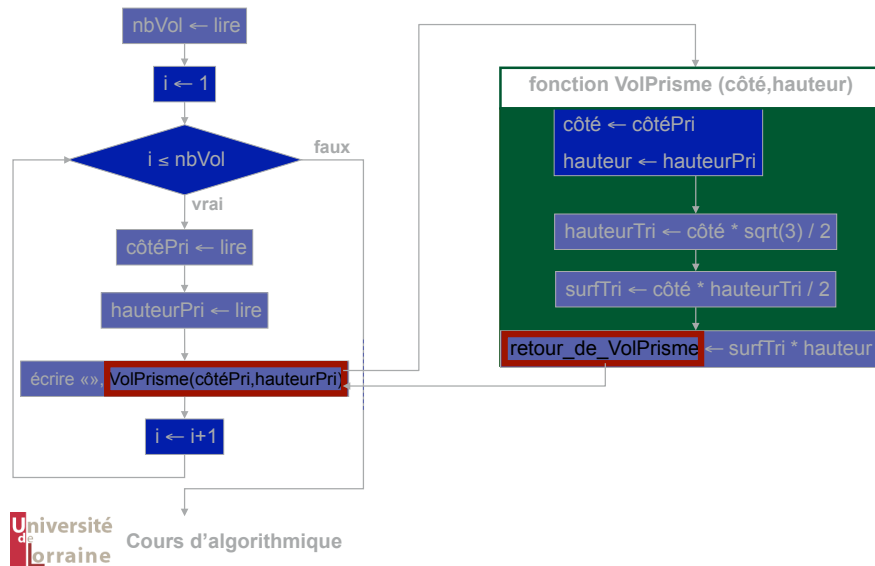 nbVol ← lire
i ← 1
i ≤ nbVol
faux
vrai
côtéPri ← lire
hauteurPri ← lire
écrire «», VolPrisme(côtéPri,hauteurPri)
i ← i+1
fonction VolPrisme (côté,hauteur)
côté ← côtéPri
hauteur ← hauteurPri
hauteurTri ← côté * sqrt(3) / 2
surfTri ← côté * hauteurTri / 2
retour_de_VolPrisme ← surfTri * hauteur
Université
de
Lorraine
Cours d’algorithmique